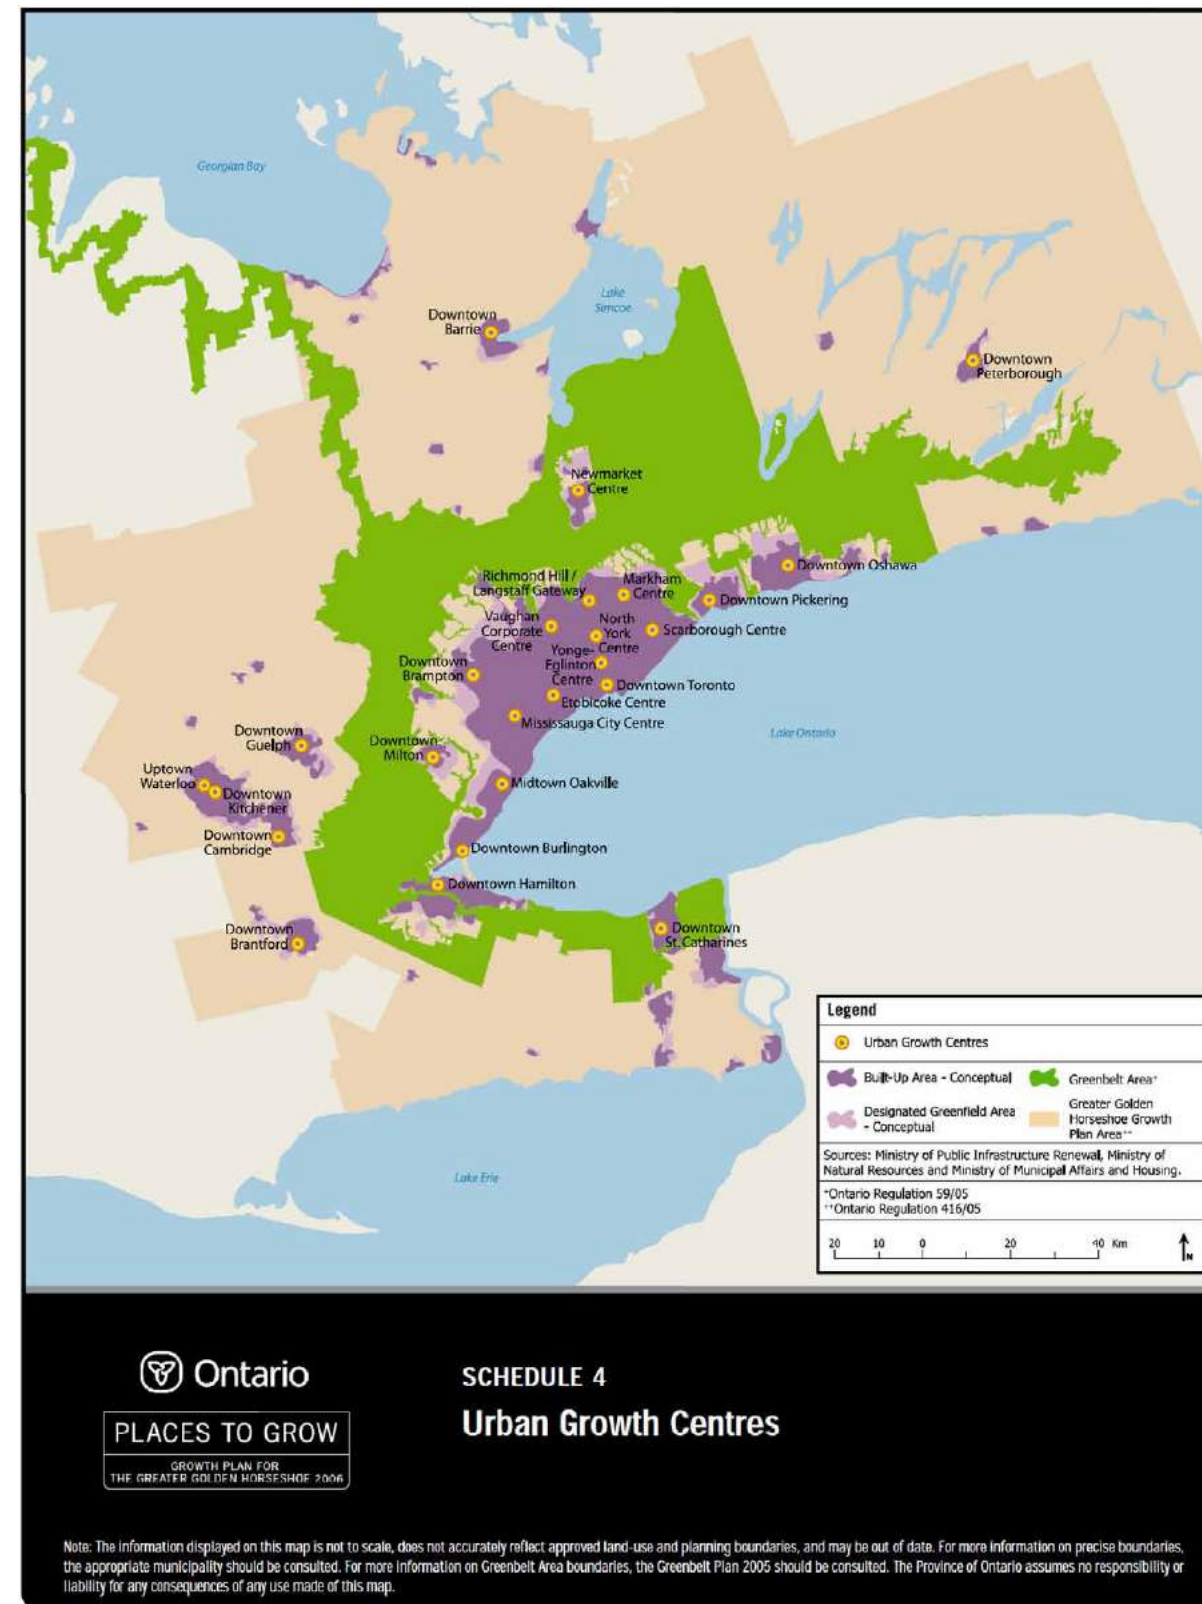 Georgian Bay
Lake
Simcoe
Downtown
Barrie
Downtown
Peterborough
Newmarket
Centre
Downtown Oshawa
Richmond Hill /
Langstaff Gateway
Markham
Centre
Downtown Pickering
Vaughan
Corporate
Centre
North
York
Centre
Scarborough Centre
Yonge-
Eglinton
Centre
Downtown
Brampton
Downtown Toronto
Etobicoke Centre
Mississauga City Centre
Lake Ontario
Downtown
Guelph
Downtown
Milton
Uptown
Waterloo
Downtown
Kitchener
Midtown Oakville
Downtown
Cambridge
Downtown Burlington
Downtown Hamilton
Downtown
Brantford
Downtown
St.Catharines
Lake Erie
Legend
Urban Growth Centres
Built-Up Area - Conceptual
Greenbelt Area*
Designated Greenfield Area
- Conceptual
Greater Golden
Horseshoe Growth
Plan Area**
Sources: Ministry of Public Infrastructure Renewal, Ministry of
Natural Resources and Ministry of Municipal Affairs and Housing.
*Ontario Regulation 59/05
**Ontario Regulation 416/05
20 10 0 20 40 Km
N
Ontario
PLACES TO GROW
GROWTH PLAN FOR
THE GREATER GOLDEN HORSESHOE 2006
SCHEDULE 4
Urban Growth Centres
Note: The information displayed on this map is not to scale, does not accurately reflect approved land-use and planning boundaries, and may be out of date. For more information on precise boundaries,
the appropriate municipality should be consulted. For more information on Greenbelt Area boundaries, the Greenbelt Plan 2005 should be consulted. The Province of Ontario assumes no responsibility or
liability for any consequences of any use made of this map.